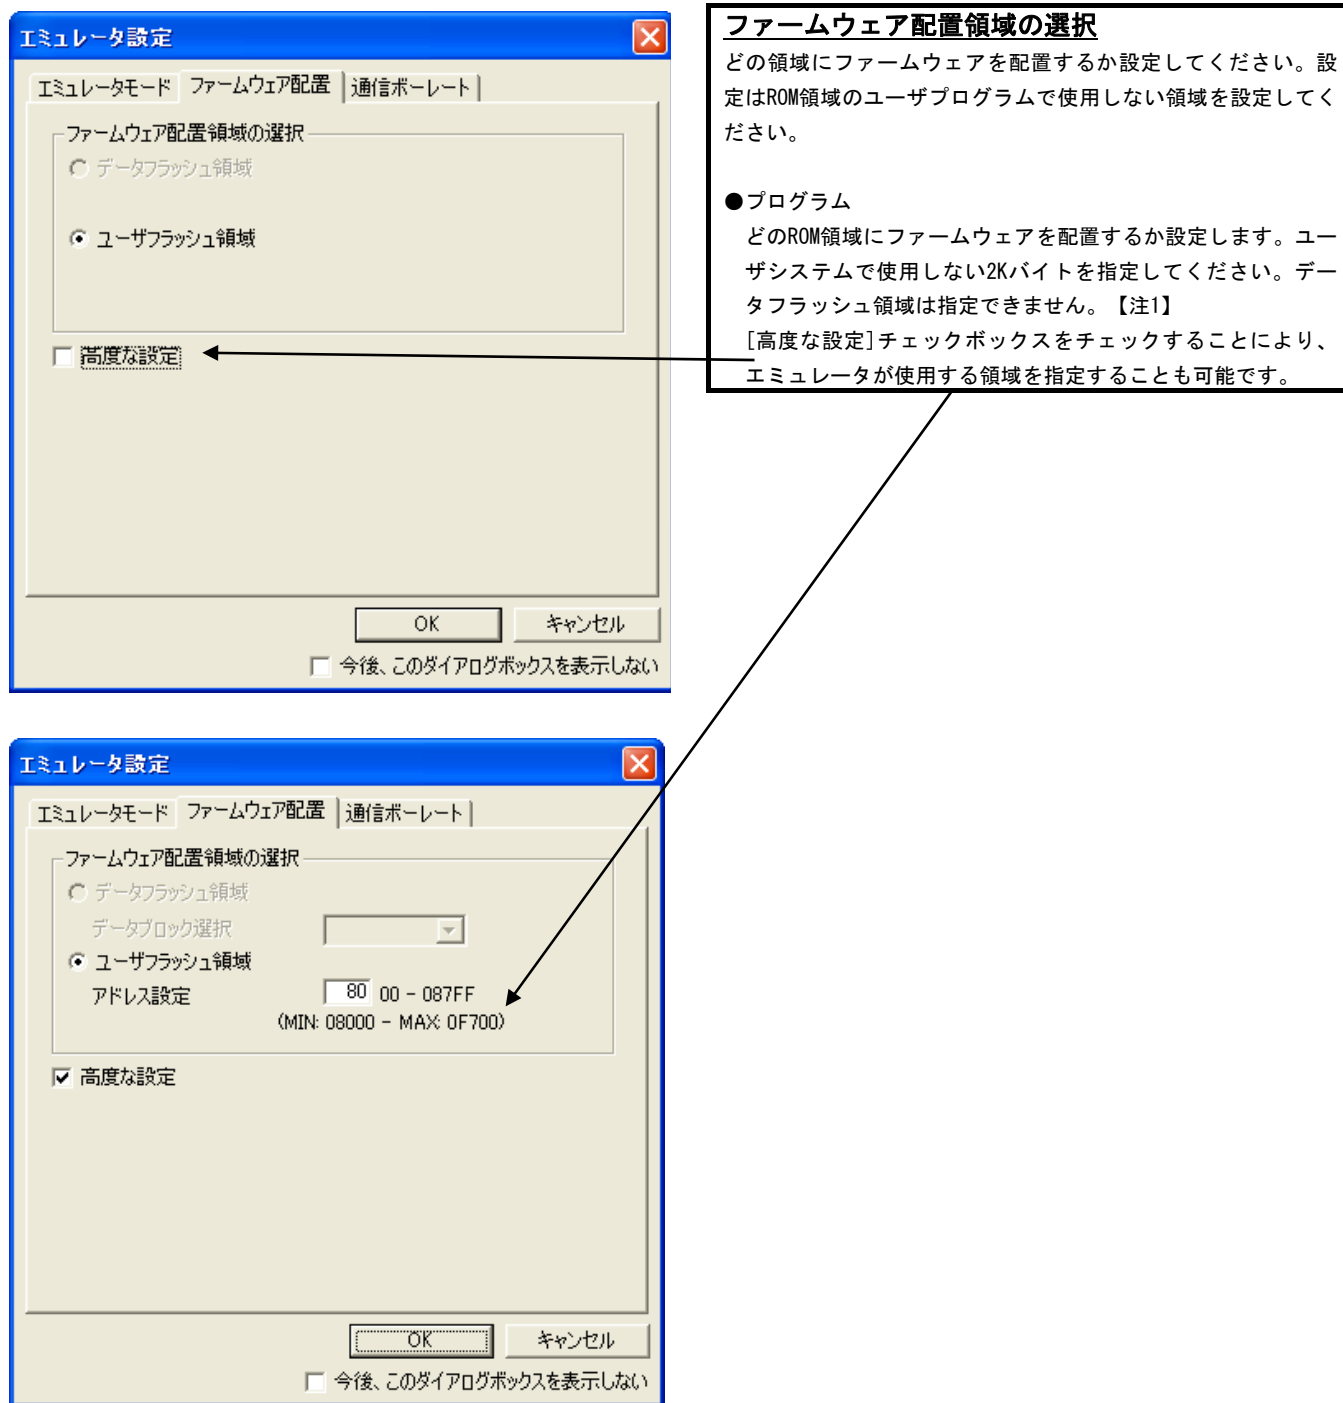 エミュレータ設定
エミュレータモード ファームウェア配置 通信ボーレート
ファームウェア配置領域の選択
データフラッシュ領域
ユーザフラッシュ領域
高度な設定
OK キャンセル
今後、このダイアログボックスを表示しない
ファームウェア配置領域の選択
どの領域にファームウェアを配置するか設定してください。設
定はROM領域のユーザプログラムで使用しない領域を設定してく
ださい。
●プログラム
どのROM領域にファームウェアを配置するか設定します。ユー
ザシステムで使用しない2Kバイトを指定してください。デー
タフラッシュ領域は指定できません。【注1】
[高度な設定]チェックボックスをチェックすることにより、
エミュレータが使用する領域を指定することも可能です。
エミュレータ設定
エミュレータモード ファームウェア配置 通信ボーレート
ファームウェア配置領域の選択
データフラッシュ領域
データブロック選択
ユーザフラッシュ領域
アドレス設定 80 00 - 087FF
(MIN: 08000 - MAX: 0F700)
高度な設定
OK キャンセル
今後、このダイアログボックスを表示しない